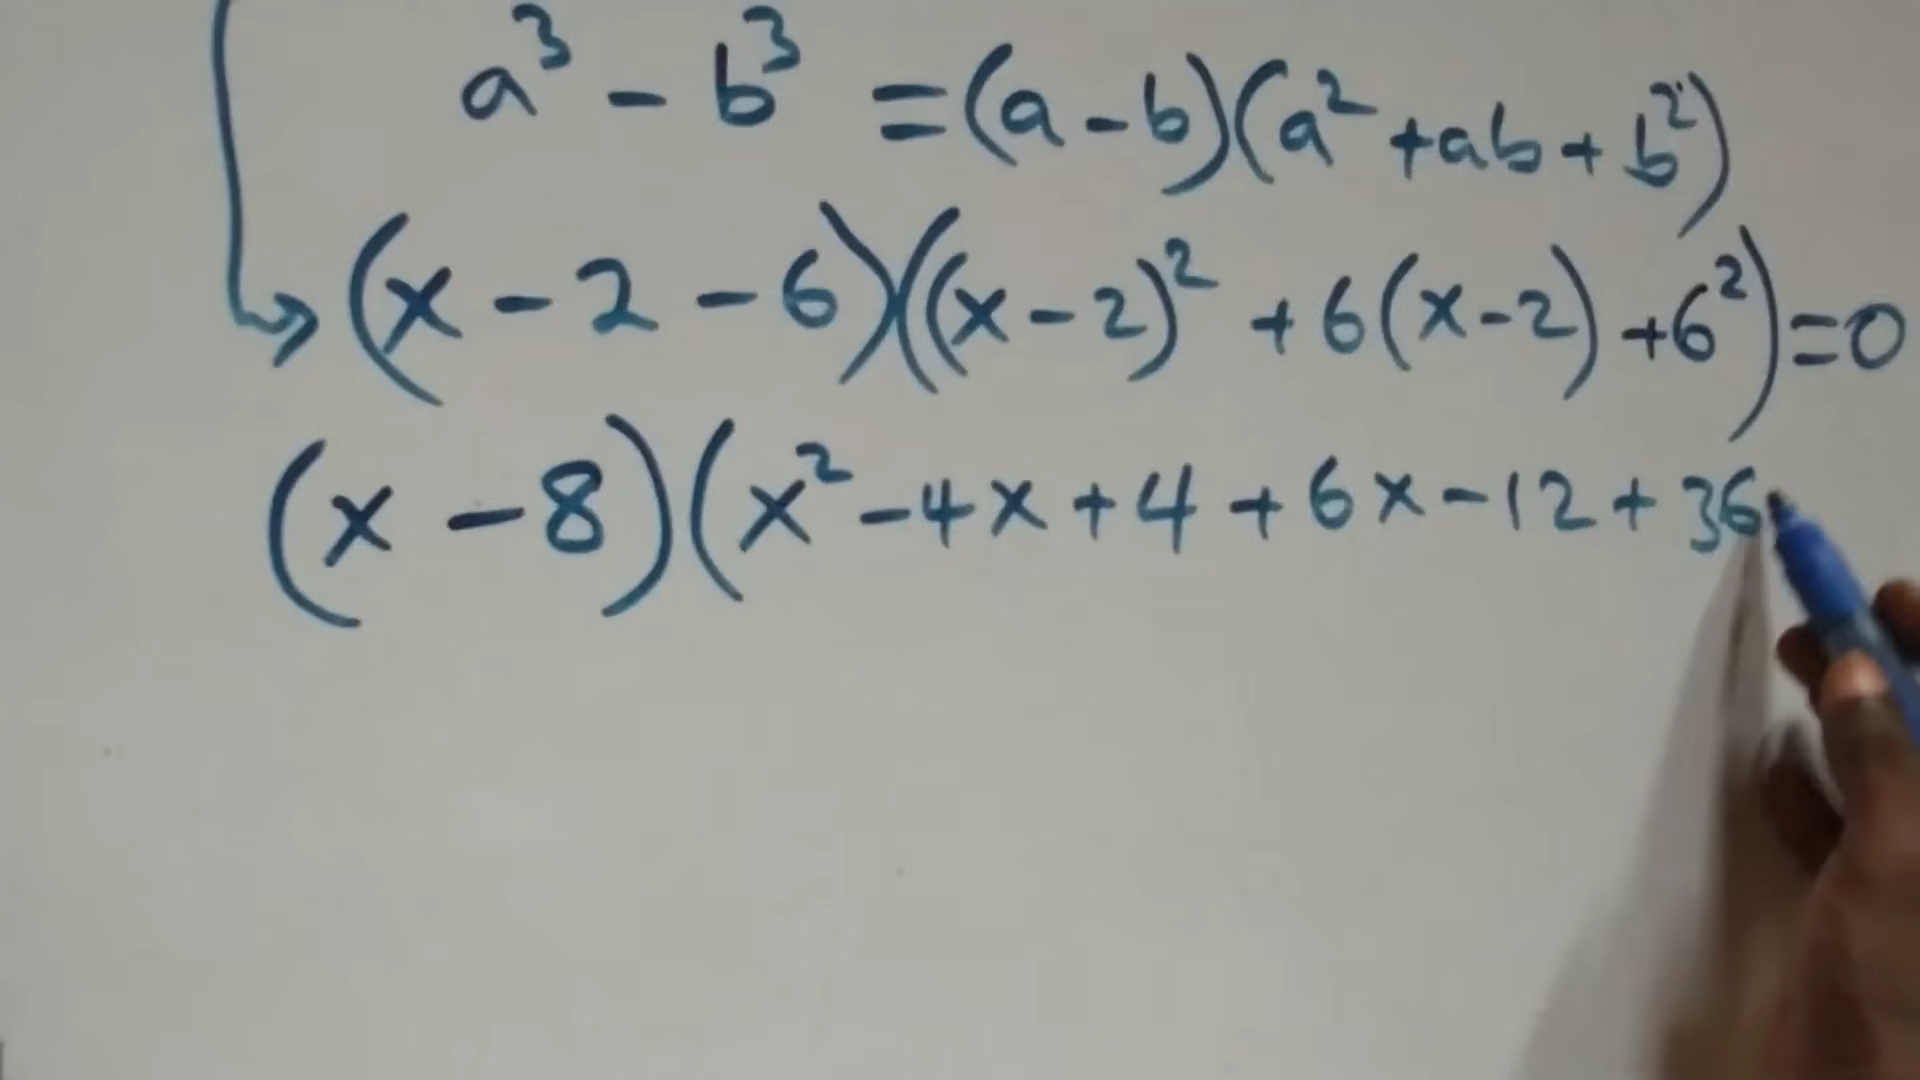 a³ - b³ = (a - b)(a² + ab + b²)
(x - 2 - 6)((x - 2)² + 6(x - 2) + 6²) = 0
(x - 8)(x² - 4x + 4 + 6x - 12 + 36